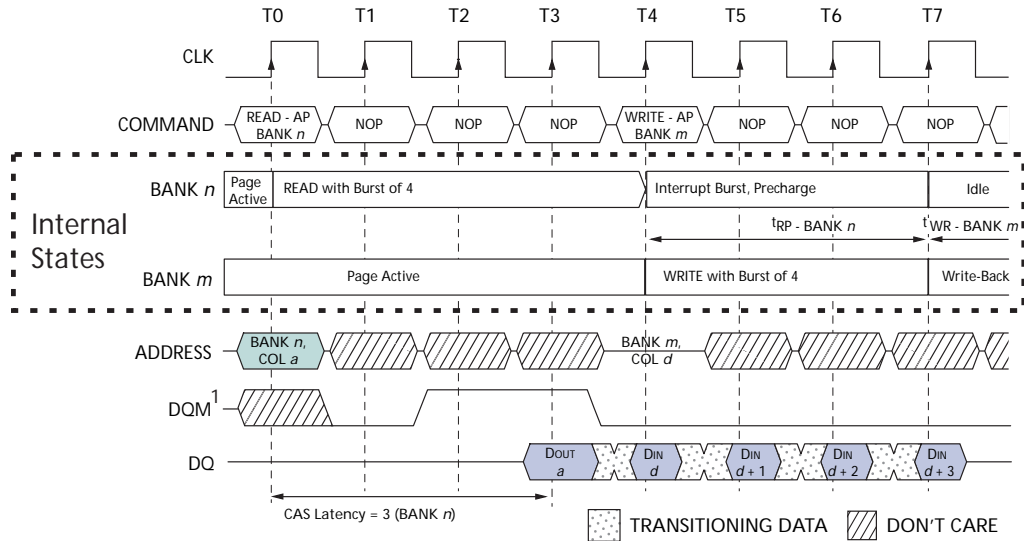 T0 T1 T2 T3 T4 T5 T6 T7
CLK
COMMAND
READ - AP
BANK n
NOP
NOP
NOP
WRITE - AP
BANK m
NOP
NOP
NOP
Internal
States
BANK n
Page
Active
READ with Burst of 4
Interrupt Burst, Precharge
Idle
tRP - BANK n
tWR - BANK m
BANK m
Page Active
WRITE with Burst of 4
Write-Back
ADDRESS
BANK n,
COL a
BANK m,
COL d
DQM1
DQ
DOUT
a
DIN
d
DIN
d + 1
DIN
d + 2
DIN
d + 3
CAS Latency = 3 (BANK n)
TRANSITIONING DATA
DON'T CARE